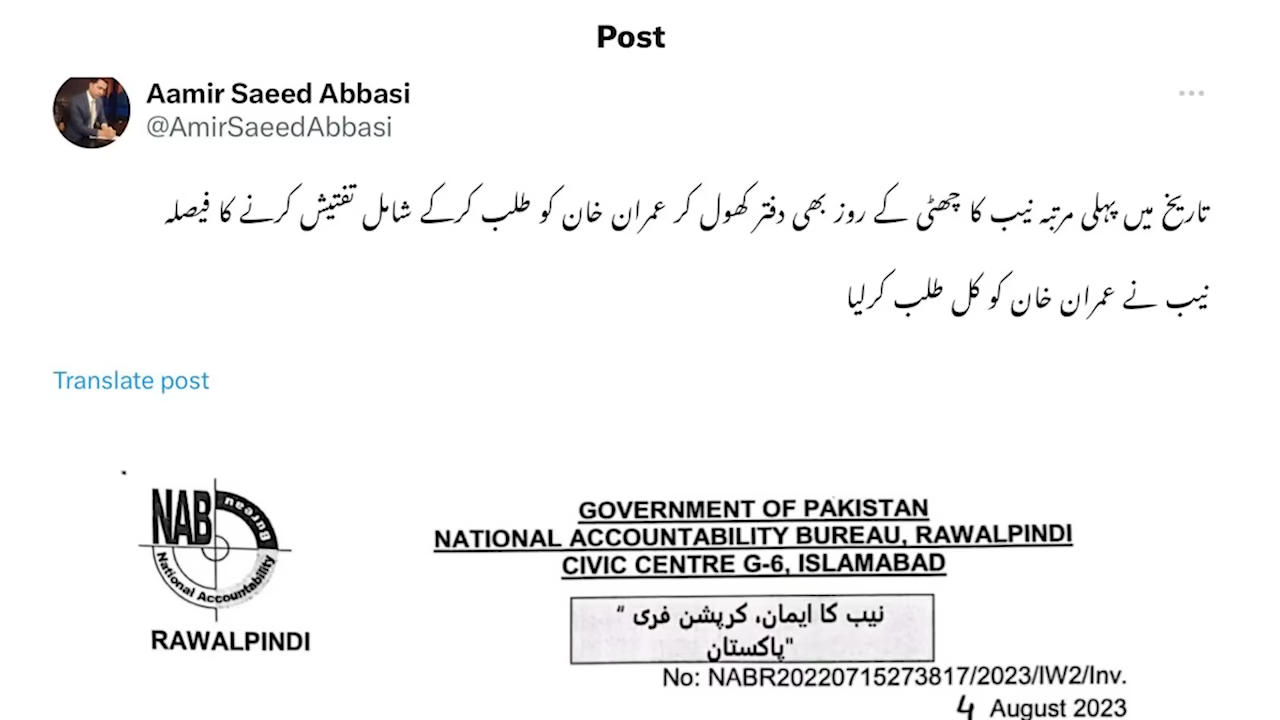 Post
Aamir Saeed Abbasi
@AmirSaeedAbbasi
تاریخ میں پہلی مرتبہ نیب کا چھٹی کے روز بھی دفتر کھول کر عمران خان کو طلب کرکے شامل تفتیش کرنے کا فیصلہ
نیب نے عمران خان کو کل طلب کرلیا
Translate post
NAB
Bureau
National Accountability
RAWALPINDI
GOVERNMENT OF PAKISTAN
NATIONAL ACCOUNTABILITY BUREAU, RAWALPINDI
CIVIC CENTRE G-6, ISLAMABAD
نیب کا ایمان، کرپشن فری "
پاکستان"
No: NABR20220715273817/2023/IW2/Inv.
4 August 2023